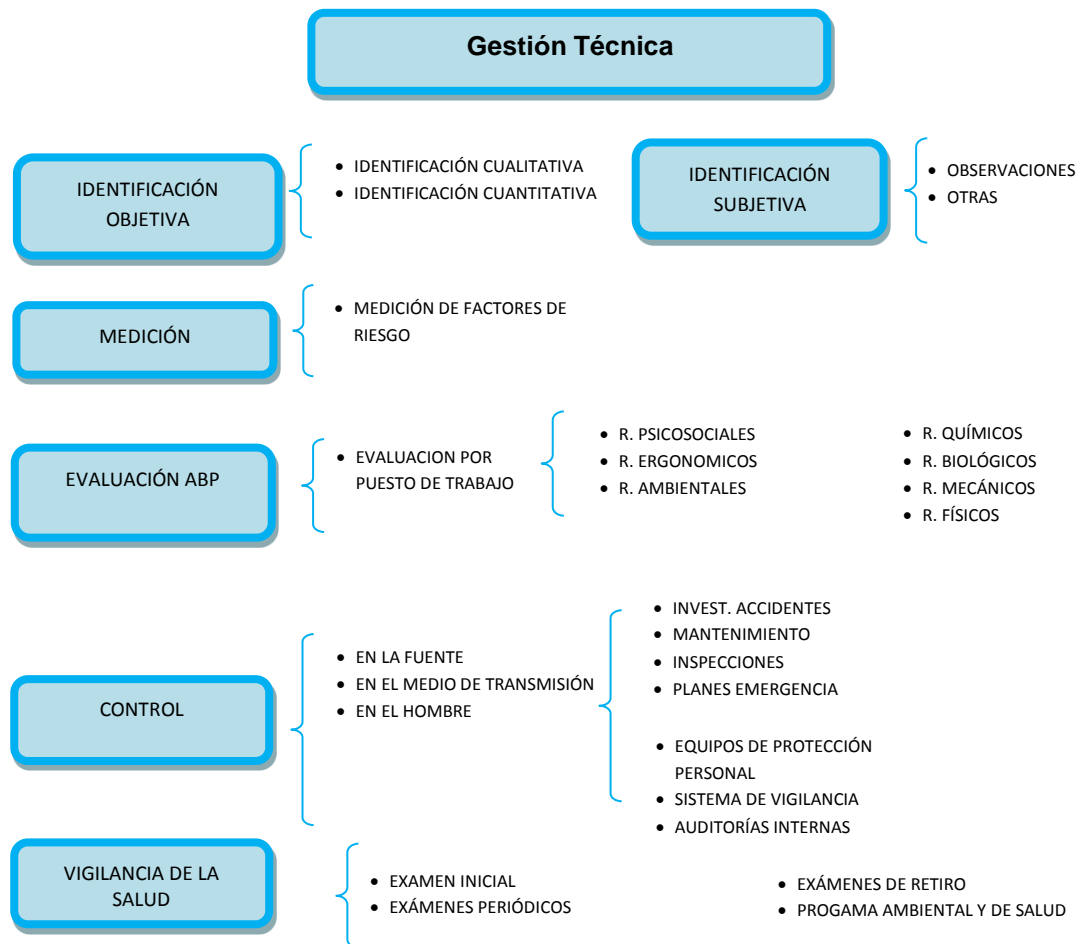 Gestión Técnica
IDENTIFICACIÓN
OBJETIVA
• IDENTIFICACIÓN CUALITATIVA
• IDENTIFICACIÓN CUANTITATIVA
IDENTIFICACIÓN
SUBJETIVA
• OBSERVACIONES
• OTRAS
MEDICIÓN
• MEDICIÓN DE FACTORES DE
RIESGO
EVALUACIÓN ABP
• EVALUACION POR
PUESTO DE TRABAJO
• R. PSICOSOCIALES
• R. ERGONOMICOS
• R. AMBIENTALES
• R. QUÍMICOS
• R. BIOLÓGICOS
• R. MECÁNICOS
• R. FÍSICOS
CONTROL
• EN LA FUENTE
• EN EL MEDIO DE TRANSMISIÓN
• EN EL HOMBRE
• INVEST. ACCIDENTES
• MANTENIMIENTO
• INSPECCIONES
• PLANES EMERGENCIA
• EQUIPOS DE PROTECCIÓN
PERSONAL
• SISTEMA DE VIGILANCIA
• AUDITORÍAS INTERNAS
VIGILANCIA DE LA
SALUD
• EXAMEN INICIAL
• EXÁMENES PERIÓDICOS
• EXÁMENES DE RETIRO
• PROGAMA AMBIENTAL Y DE SALUD